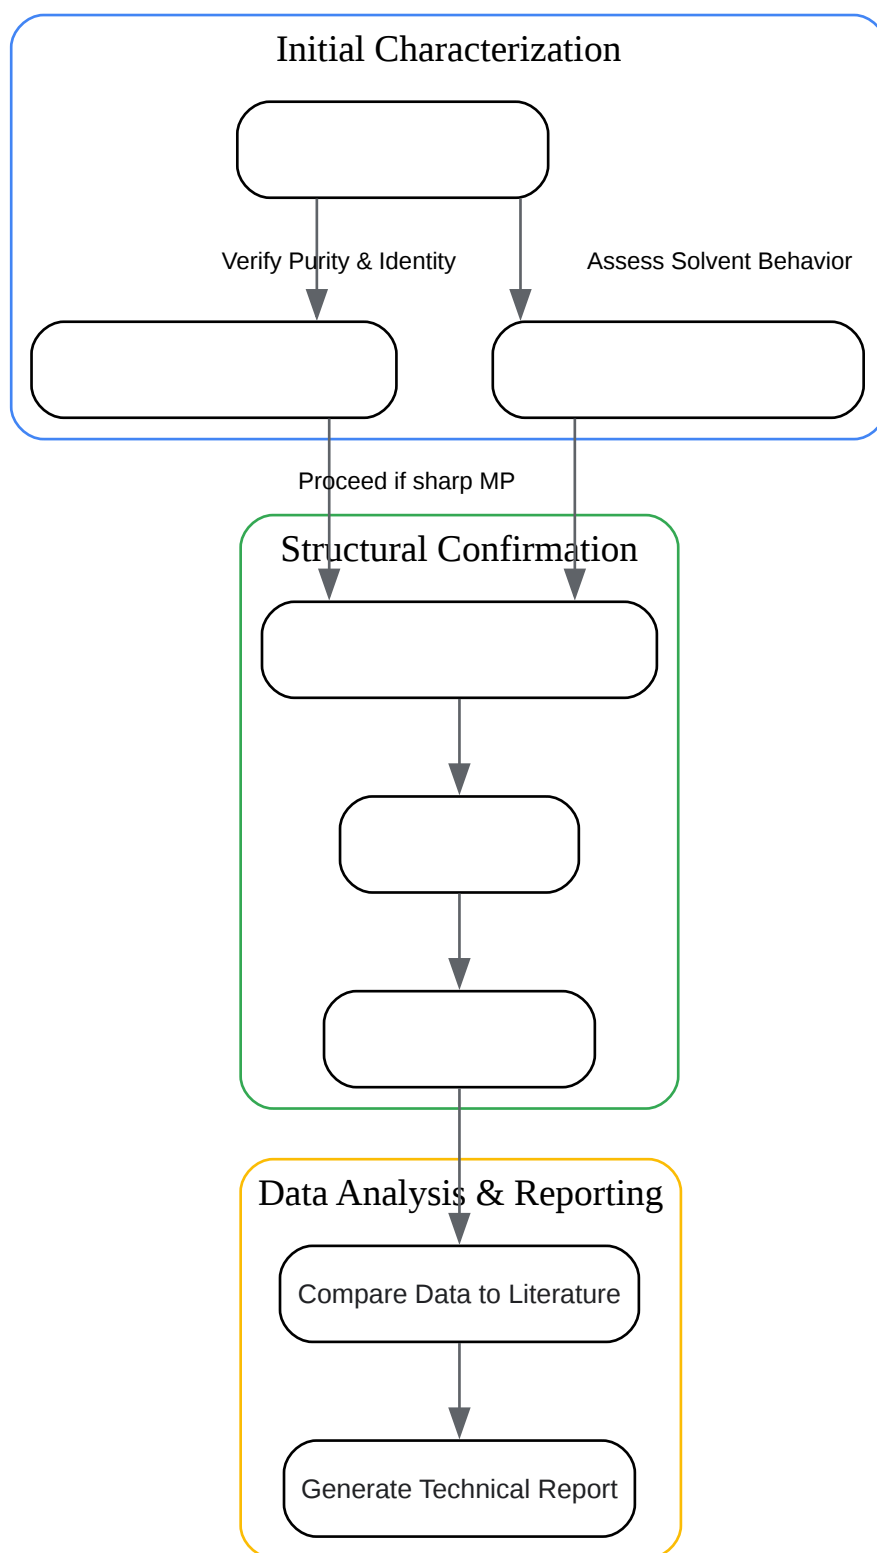 Initial Characterization
Verify Purity & Identity
Assess Solvent Behavior
Proceed if sharp MP
Structural Confirmation
Data Analysis & Reporting
Compare Data to Literature
Generate Technical Report